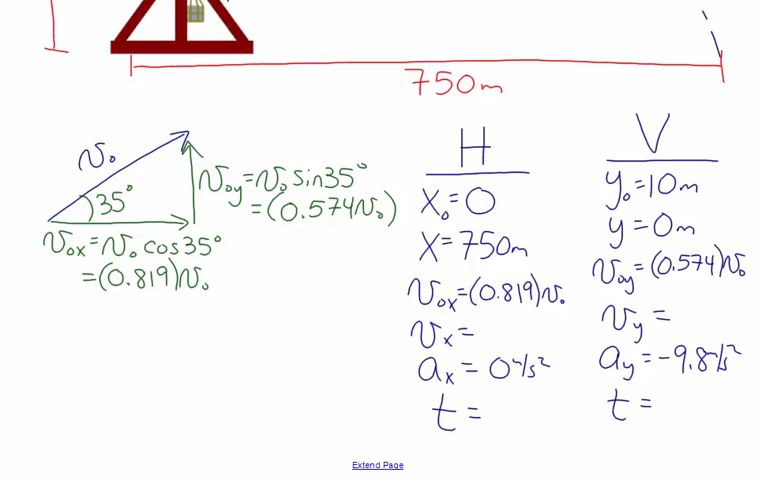 750m
v₀
35°
v₀y=v₀ sin35°
=(0.574v₀)
v₀x=v₀ cos35°
=(0.819)v₀
H
x₀=0
x=750m
v₀x=(0.819)v₀
vx=
ax=0m/s²
t=
V
y₀=10m
y=0m
v₀y=(0.574)v₀
vy=
ay=-9.8m/s²
t=
Extend Page